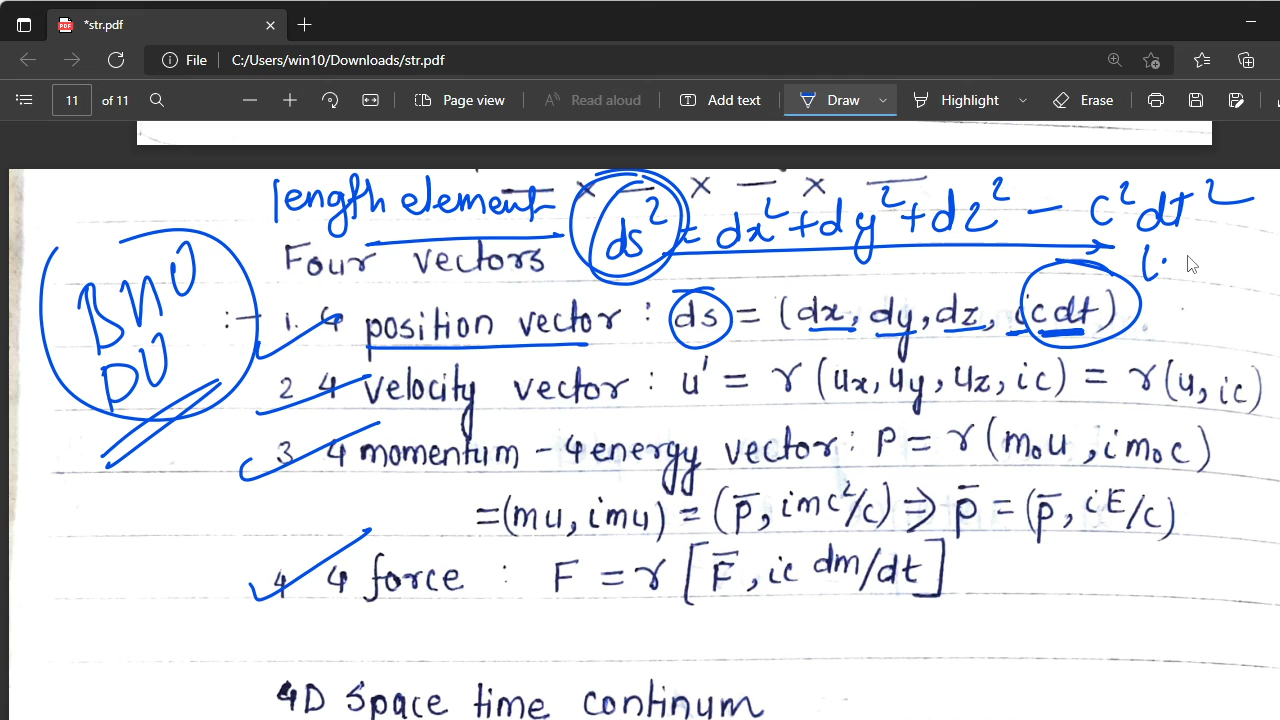 *str.pdf
File C:/Users/win10/Downloads/str.pdf
11 of 11 Page view Read aloud Add text Draw Highlight Erase
length element ds² = dx² + dy² + dz² - c²dt²
Four vectors
:- 1. 4 position vector : ds = (dx, dy, dz, icdt)
2 4 velocity vector : u' = γ (ux, uy, uz, ic) = γ(u, ic)
3 4 momentum - 4 energy vector : P = γ (m₀u, im₀c)
=(mu, imu) = (p̅, imc²/c) ⇒ p̅ = (p̅, iE/c)
4 4 force : F = γ [F̅, ic dm/dt]
4D Space time continum